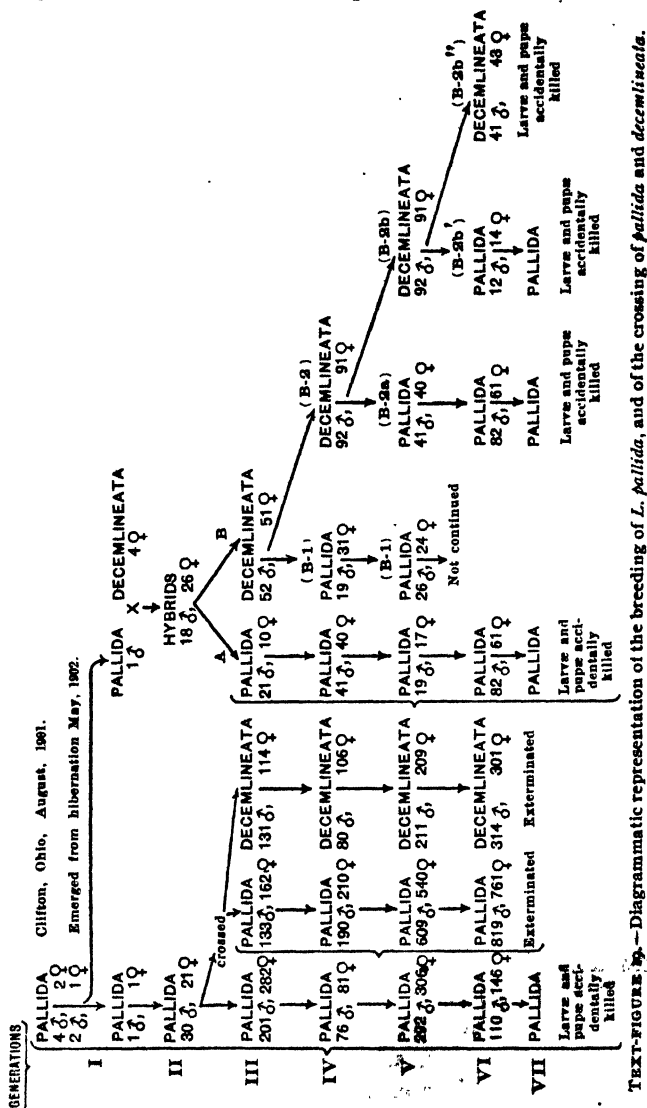 GENERATIONS
Clifton, Ohio, August, 1901.
Emerged from hibernation May, 1902.
I
II
III
IV
V
VI
VII
PALLIDA
4 ♂, 2 ♀
2 ♂, 1 ♀
PALLIDA
1 ♂, 1 ♀
PALLIDA
30 ♂, 21 ♀
crossed
PALLIDA
201 ♂, 282 ♀
PALLIDA
76 ♂, 81 ♀
PALLIDA
♂, 306 ♀
PALLIDA
110 ♂, 146 ♀
PALLIDA
Larvæ and
pupæ acci-
dentally
killed
PALLIDA
133 ♂, 162 ♀
PALLIDA
190 ♂, 210 ♀
PALLIDA
609 ♂, 540 ♀
PALLIDA
819 ♂, 761 ♀
Exterminated
DECEMLINEATA
131 ♂, 114 ♀
DECEMLINEATA
80 ♂, 106 ♀
DECEMLINEATA
211 ♂, 209 ♀
DECEMLINEATA
314 ♂, 301 ♀
Exterminated
PALLIDA X DECEMLINEATA
1 ♂ 4 ♀
HYBRIDS
18 ♂, 26 ♀
A
PALLIDA
21 ♂, 10 ♀
PALLIDA
41 ♂, 40 ♀
PALLIDA
19 ♂, 17 ♀
PALLIDA
82 ♂, 61 ♀
PALLIDA
Larvæ and
pupæ acci-
dentally
killed
B
DECEMLINEATA
52 ♂, 51 ♀
(B-1)
PALLIDA
19 ♂, 31 ♀
(B-1)
PALLIDA
26 ♂, 24 ♀
Not continued
(B-2)
DECEMLINEATA
92 ♂, 91 ♀
(B-2a)
PALLIDA
41 ♂, 40 ♀
PALLIDA
82 ♂, 61 ♀
PALLIDA
Larvæ and pupæ
accidentally
killed
(B-2b)
DECEMLINEATA
92 ♂, 91 ♀
(B-2b'
PALLIDA
12 ♂, 14 ♀
PALLIDA
Larvæ and pupæ
accidentally
killed
(B-2b'')
DECEMLINEATA
41 ♂, 43 ♀
Larvæ and pupæ
accidentally
killed
TEXT-FIGURE —Diagrammatic representation of the breeding of L. pallida, and of the crossing of pallida and decemlineata.